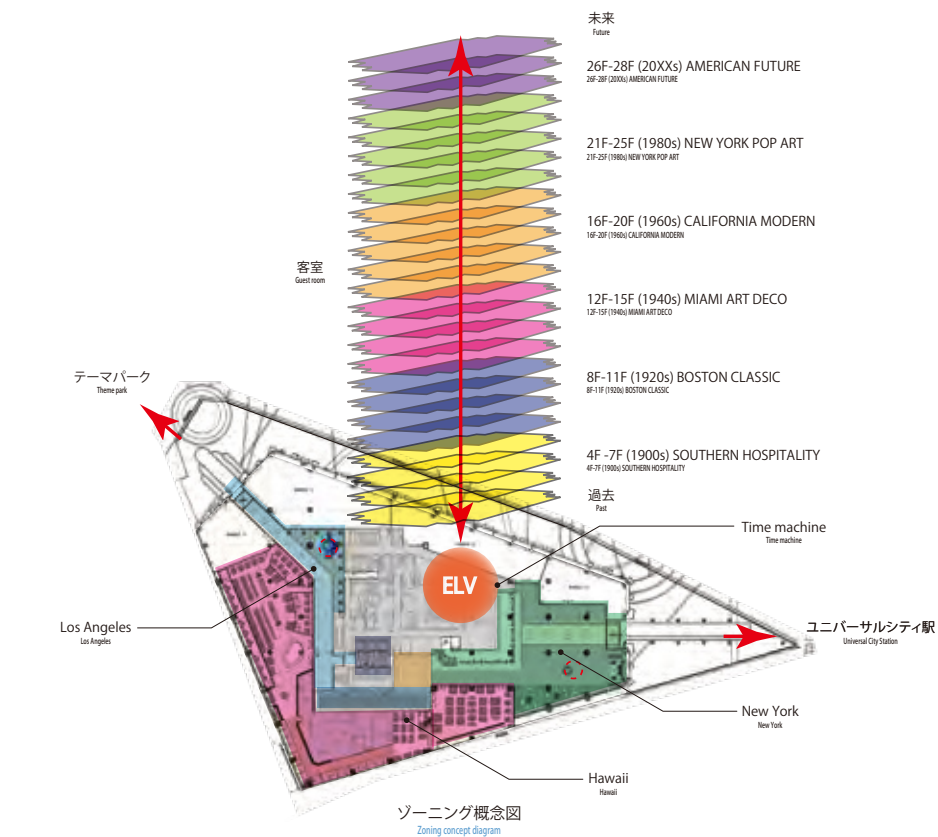 未来
Future
26F-28F (20XXs) AMERICAN FUTURE
26F-28F (20XXs) AMERICAN FUTURE
21F-25F (1980s) NEW YORK POP ART
21F-25F (1980s) NEW YORK POP ART
16F-20F (1960s) CALIFORNIA MODERN
16F-20F (1960s) CALIFORNIA MODERN
客室
Guest room
12F-15F (1940s) MIAMI ART DECO
12F-15F (1940s) MIAMI ART DECO
テーマパーク
Theme park
8F-11F (1920s) BOSTON CLASSIC
8F-11F (1920s) BOSTON CLASSIC
4F -7F (1900s) SOUTHERN HOSPITALITY
4F-7F (1900s) SOUTHERN HOSPITALITY
過去
Past
Time machine
Time machine
ELV
Los Angeles
Los Angeles
ユニバーサルシティ駅
Universal City Station
New York
New York
Hawaii
Hawaii
ゾーニング概念図
Zoning concept diagram